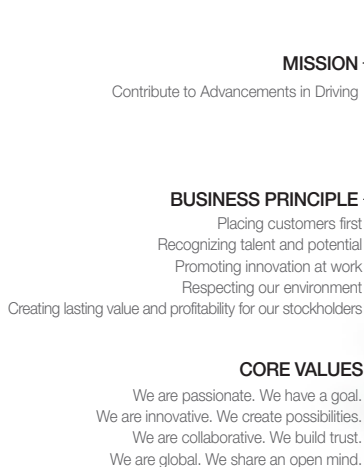 MISSION
Contribute to Advancements in Driving
BUSINESS PRINCIPLE
Placing customers first
Recognizing talent and potential
Promoting innovation at work
Respecting our environment
Creating lasting value and profitability for our stockholders
CORE VALUES
We are passionate. We have a goal.
We are innovative. We create possibilities.
We are collaborative. We build trust.
We are global. We share an open mind.